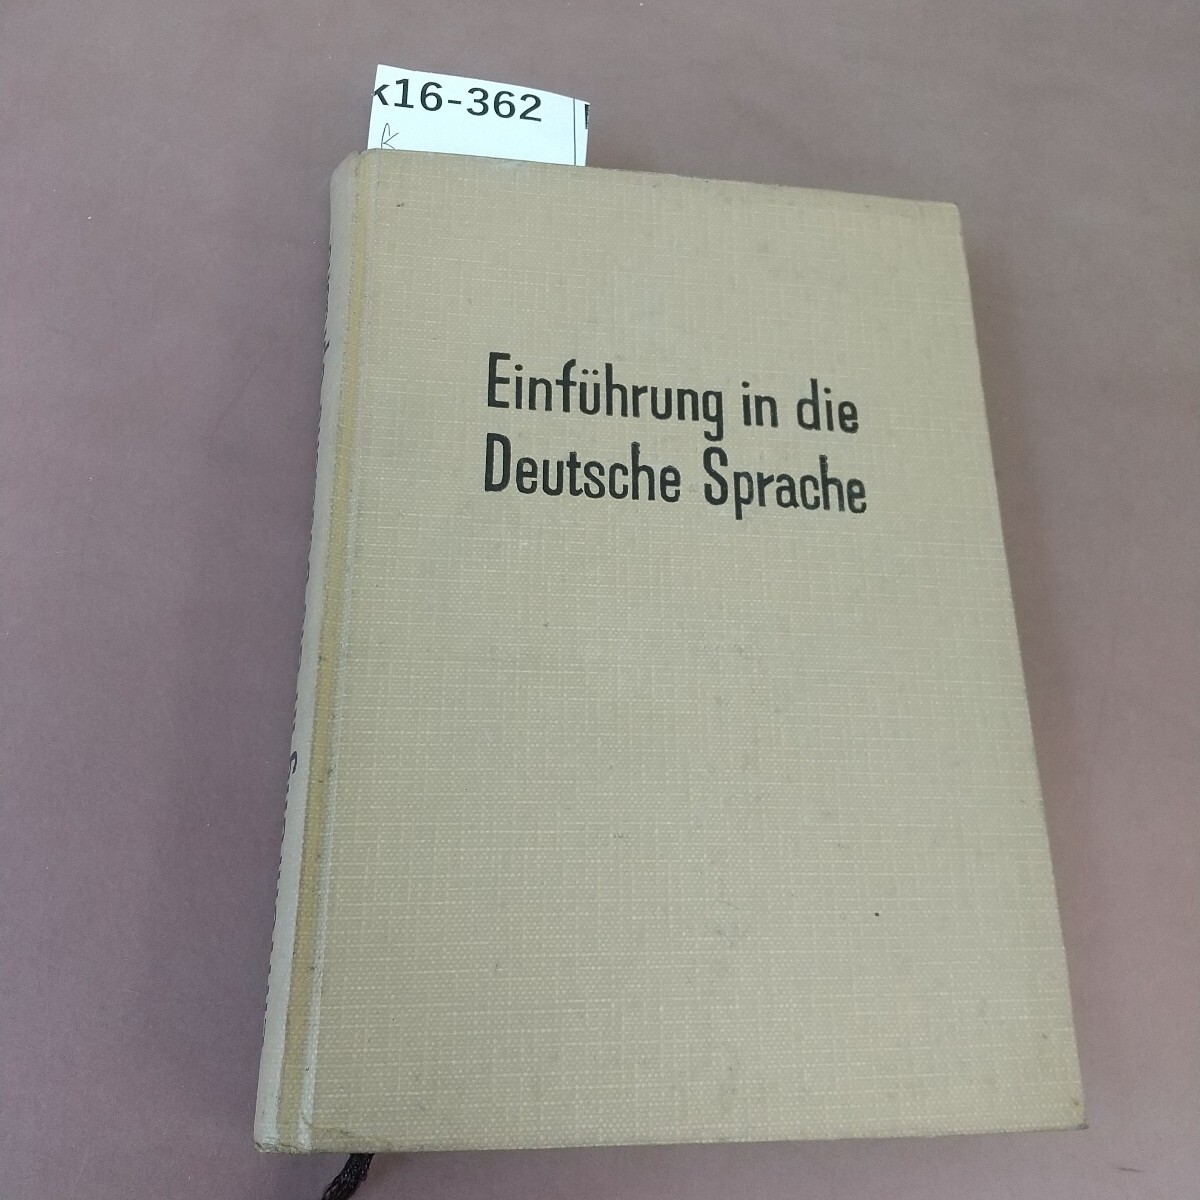 k16-362
Einführung in die
Deutsche Sprache